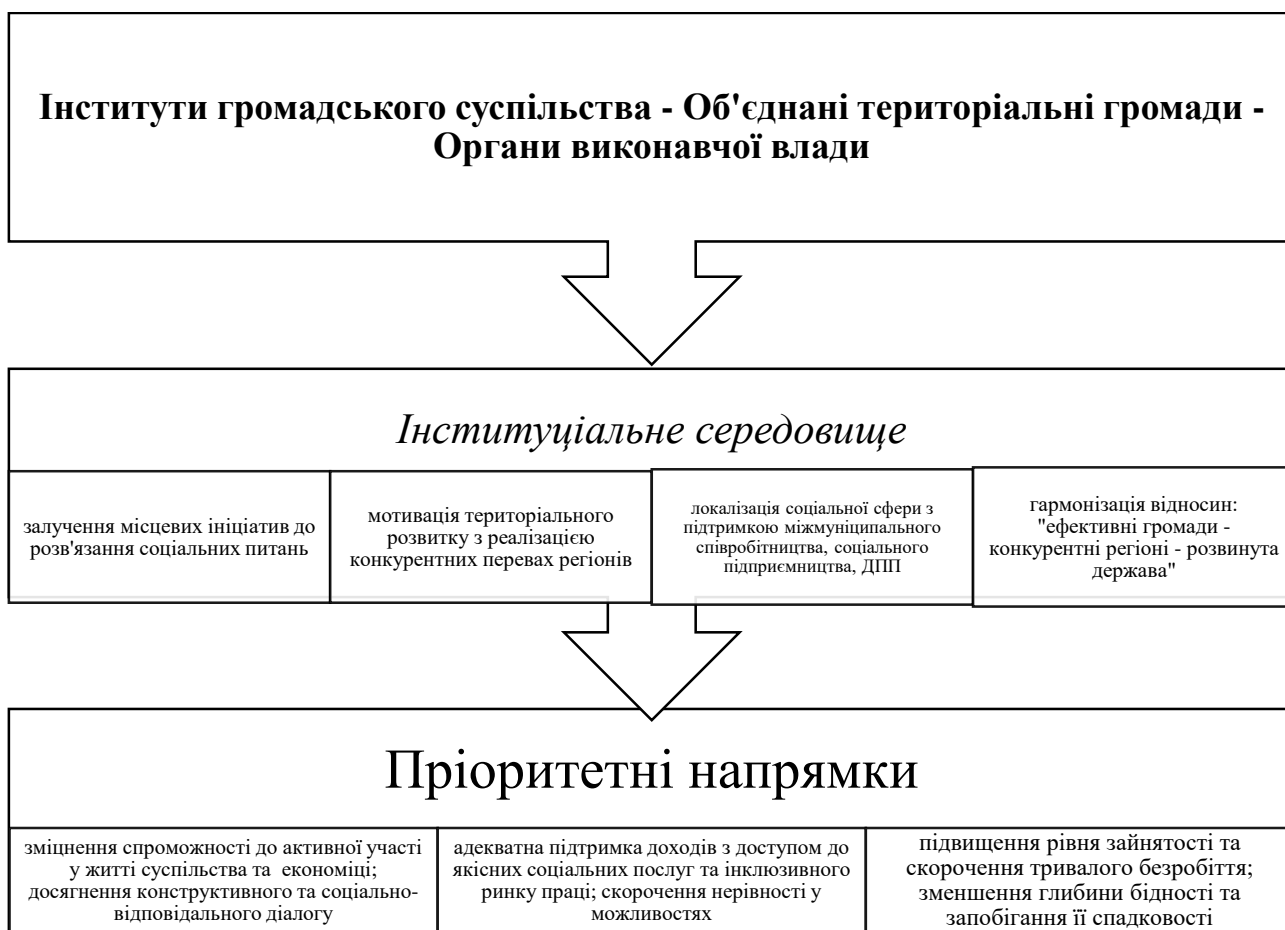 Інститути громадського суспільства - Об'єднані територіальні громади -
Органи виконавчої влади
Інституціальне середовище
залучення місцевих ініціатив до
розв'язання соціальних питань
мотивація територіального
розвитку з реалізацією
конкурентних перевах регіонів
локалізація соціальної сфери з
підтримкою міжмуніципального
співробітництва, соціального
підприємництва, ДПП
гармонізація відносин:
"ефективні громади -
конкурентні регіоні - розвинута
держава"
Пріоритетні напрямки
зміцнення спроможності до активної участі
у житті суспільства та економіці;
досягнення конструктивного та соціально-
відповідального діалогу
адекватна підтримка доходів з доступом до
якісних соціальних послуг та інклюзивного
ринку праці; скорочення нерівності у
можливостях
підвищення рівня зайнятості та
скорочення тривалого безробіття;
зменшення глибини бідності та
запобігання її спадковості